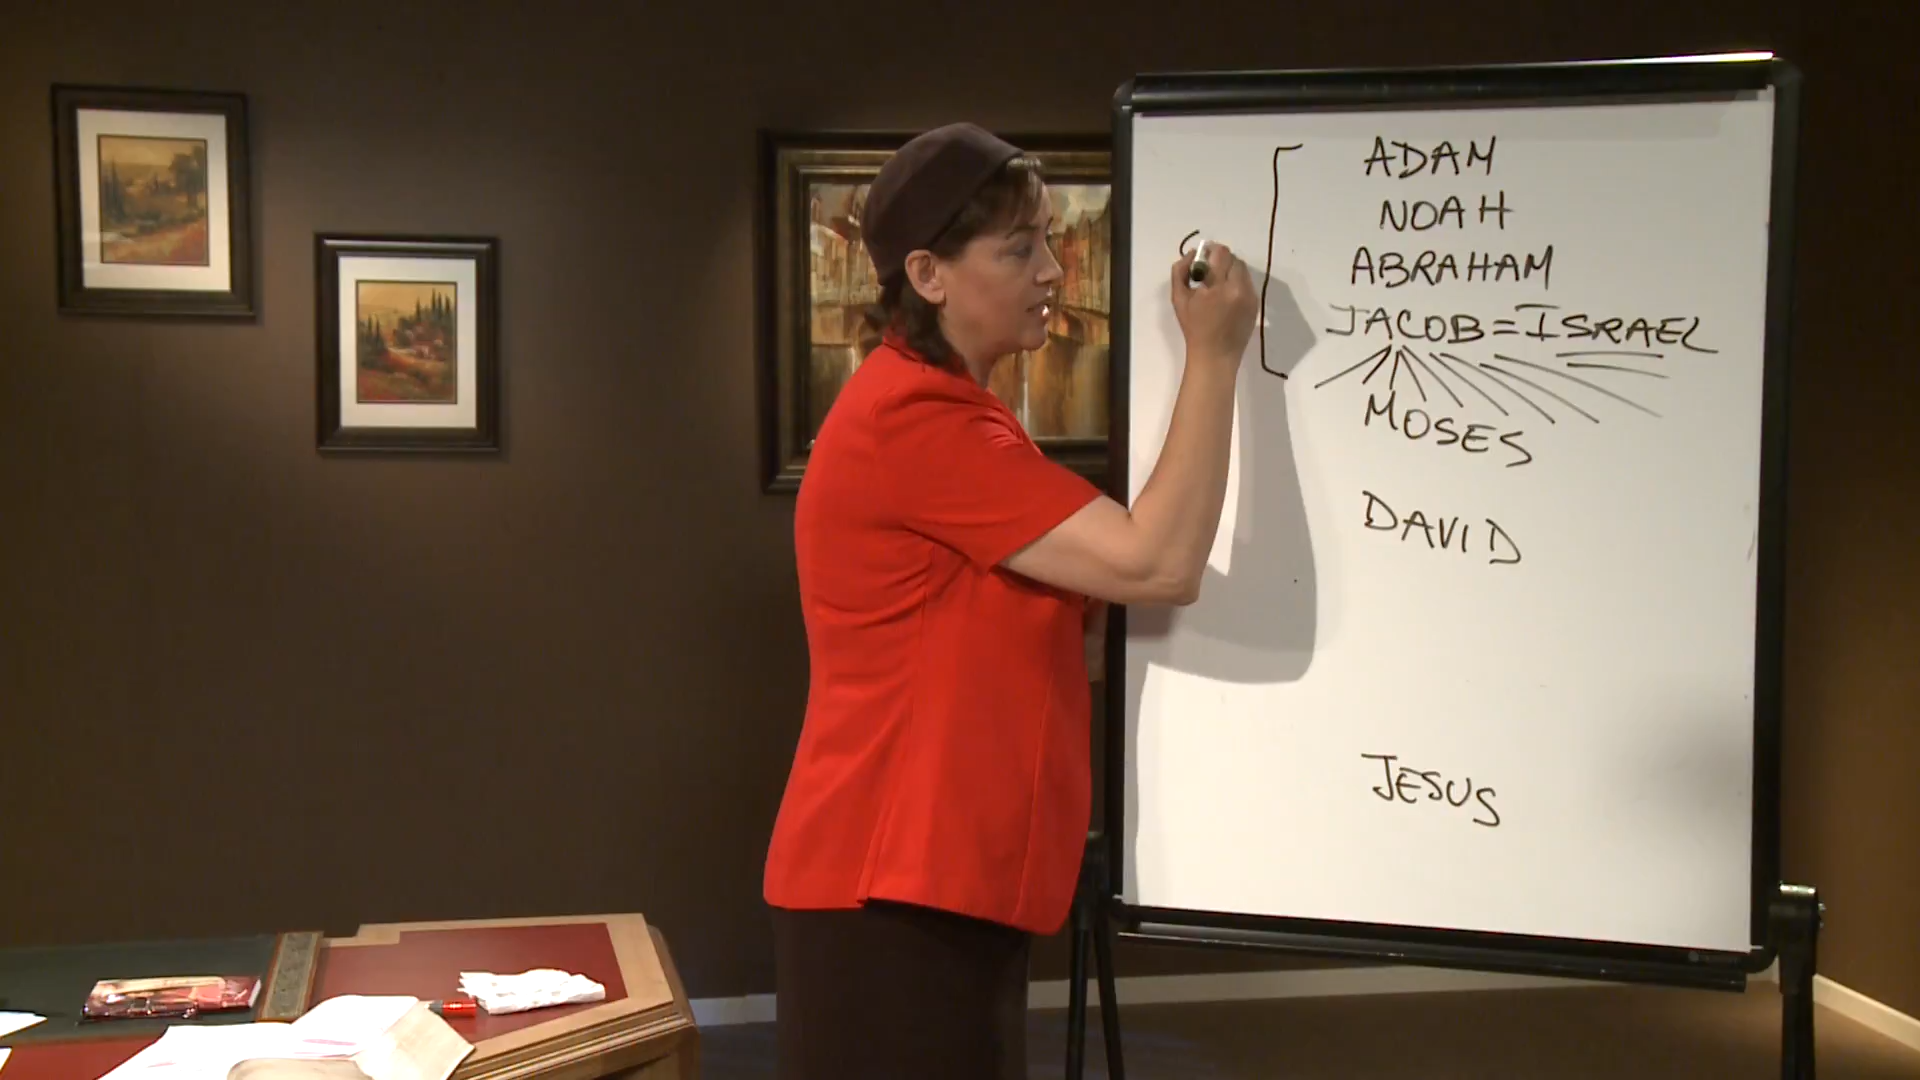 ADAM
NOAH
ABRAHAM
JACOB = ISRAEL
MOSES
DAVID
JESUS